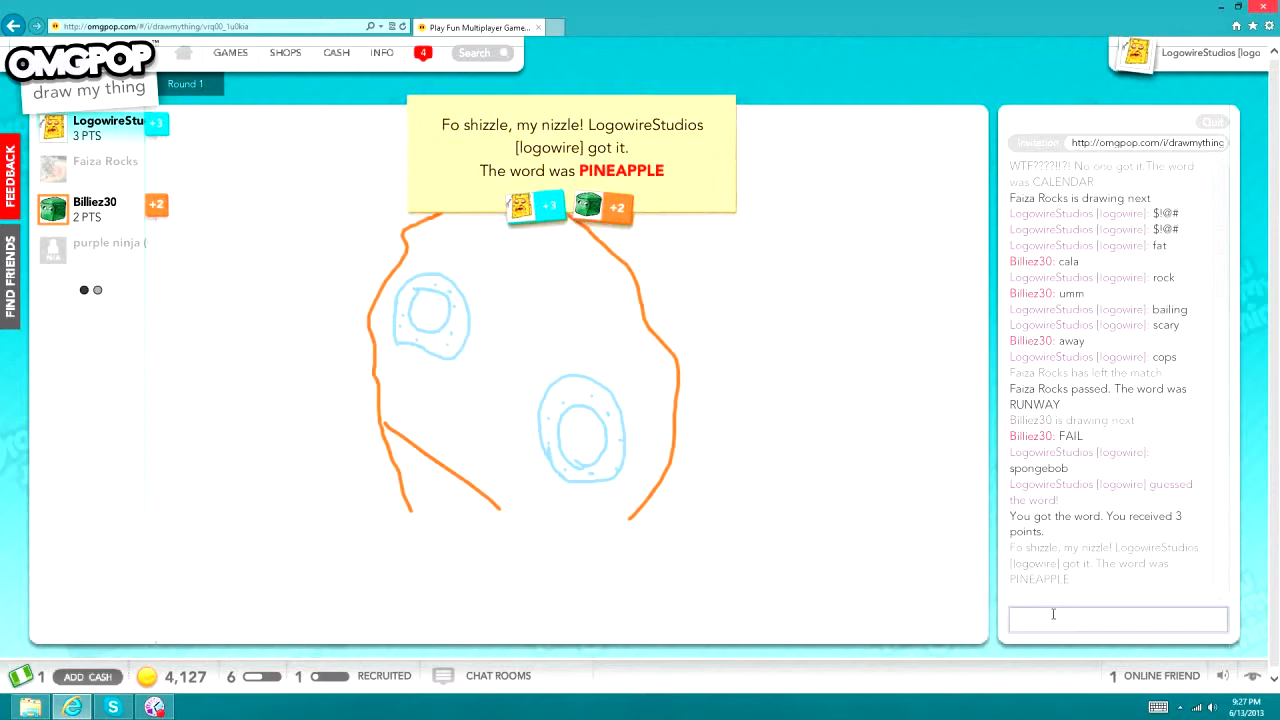 http://omgpop.com/#/i/drawmything/vrq00_1u0kia
Play Fun Multiplayer Game...
OMGPOP
draw my thing
GAMES
SHOPS
CASH
INFO
4
Search
LogowireStudios [logo
Round 1
FEEDBACK
FIND FRIENDS
LogowireStu
3 PTS
+3
Faiza Rocks
Billiez30
2 PTS
+2
purple ninja (
N/A
Fo shizzle, my nizzle! LogowireStudios
[logowire] got it.
The word was PINEAPPLE
+3
+2
Quit
Invitation
http://omgpop.com/i/drawmything
WTF????!!?! No one got it.The word
was CALENDAR
Faiza Rocks is drawing next
LogowireStudios [logowire]: $!@#
LogowireStudios [logowire]: $!@#
LogowireStudios [logowire]: fat
Billiez30: cala
LogowireStudios [logowire]: rock
Billiez30: umm
LogowireStudios [logowire]: bailing
LogowireStudios [logowire]: scary
Billiez30: away
LogowireStudios [logowire]: cops
Faiza Rocks has left the match
Faiza Rocks passed. The word was
RUNWAY
Billiez30 is drawing next
Billiez30: FAIL
LogowireStudios [logowire]:
spongebob
LogowireStudios [logowire] guessed
the word!
You got the word. You received 3
points.
Fo shizzle, my nizzle! LogowireStudios
[logowire] got it. The word was
PINEAPPLE
1
ADD CASH
4,127
6
1
RECRUITED
CHAT ROOMS
1 ONLINE FRIEND
9:27 PM
6/13/2013